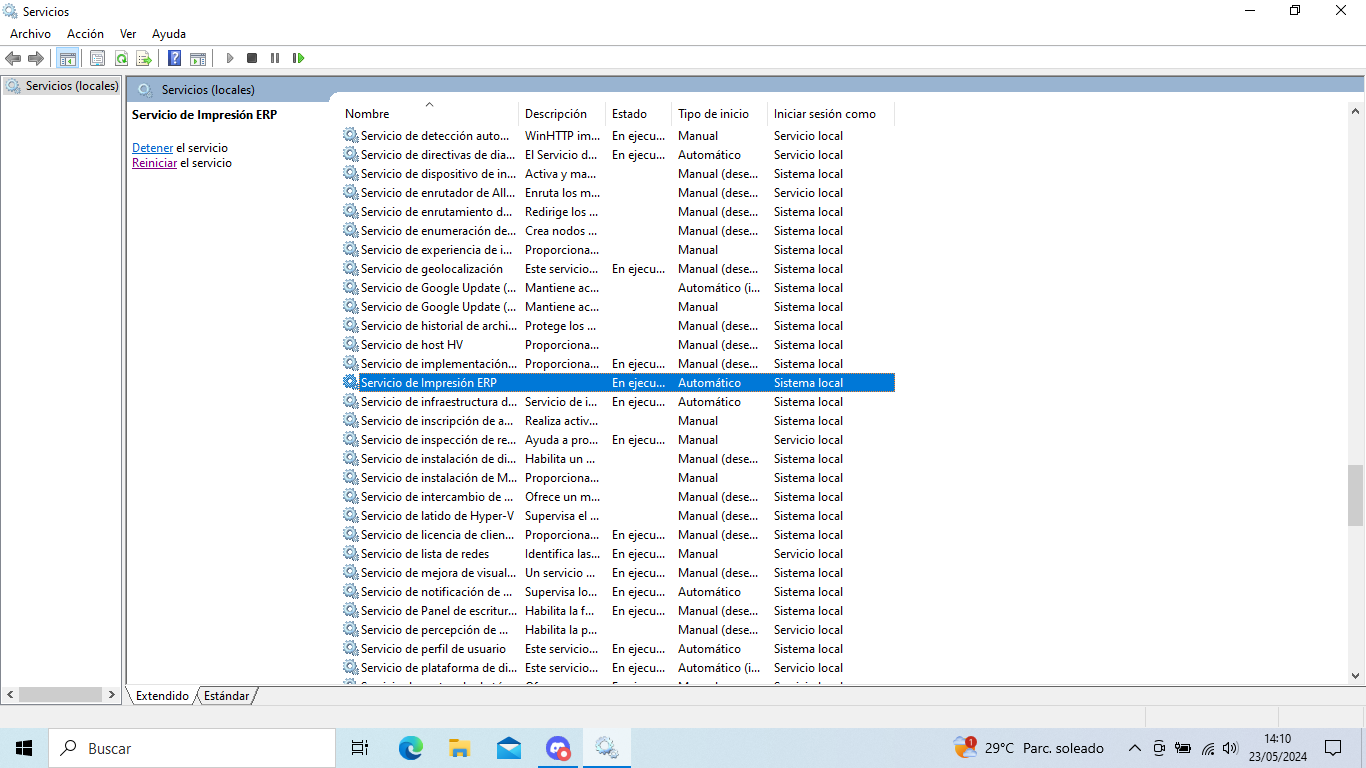 Servicios
Archivo Acción Ver Ayuda
Servicios (locales)
Servicios (locales)
Servicio de Impresión ERP
Detener el servicio
Reiniciar el servicio
Nombre Descripción Estado Tipo de inicio Iniciar sesión como
Servicio de detección auto... WinHTTP im... En ejecu... Manual Servicio local
Servicio de directivas de dia... El Servicio d... En ejecu... Automático Servicio local
Servicio de dispositivo de in... Activa y ma... Manual (dese... Sistema local
Servicio de enrutador de All... Enruta los m... Manual (dese... Servicio local
Servicio de enrutamiento d... Redirige los ... Manual (dese... Sistema local
Servicio de enumeración de... Crea nodos ... Manual (dese... Sistema local
Servicio de experiencia de i... Proporciona... Manual Sistema local
Servicio de geolocalización Este servicio... En ejecu... Manual (dese... Sistema local
Servicio de Google Update (... Mantiene ac... Automático (i... Sistema local
Servicio de Google Update (... Mantiene ac... Manual Sistema local
Servicio de historial de archi... Protege los ... Manual (dese... Sistema local
Servicio de host HV Proporciona... Manual (dese... Sistema local
Servicio de implementación... Proporciona... En ejecu... Manual (dese... Sistema local
Servicio de Impresión ERP En ejecu... Automático Sistema local
Servicio de infraestructura d... Servicio de i... En ejecu... Automático Sistema local
Servicio de inscripción de a... Realiza activ... Manual Sistema local
Servicio de inspección de re... Ayuda a pro... En ejecu... Manual Servicio local
Servicio de instalación de di... Habilita un ... Manual (dese... Sistema local
Servicio de instalación de M... Proporciona... Manual Sistema local
Servicio de intercambio de ... Ofrece un m... Manual (dese... Sistema local
Servicio de latido de Hyper-V Supervisa el ... Manual (dese... Sistema local
Servicio de licencia de clien... Proporciona... En ejecu... Manual (dese... Sistema local
Servicio de lista de redes Identifica las... En ejecu... Manual Servicio local
Servicio de mejora de visual... Un servicio ... En ejecu... Manual (dese... Sistema local
Servicio de notificación de ... Supervisa lo... En ejecu... Automático Sistema local
Servicio de Panel de escritur... Habilita la f... En ejecu... Manual (dese... Sistema local
Servicio de percepción de ... Habilita la p... Manual (dese... Servicio local
Servicio de perfil de usuario Este servicio... En ejecu... Automático Sistema local
Servicio de plataforma de di... Este servicio... En ejecu... Automático (i... Servicio local
Extendido Estándar
Buscar
1
29°C Parc. soleado
14:10
23/05/2024